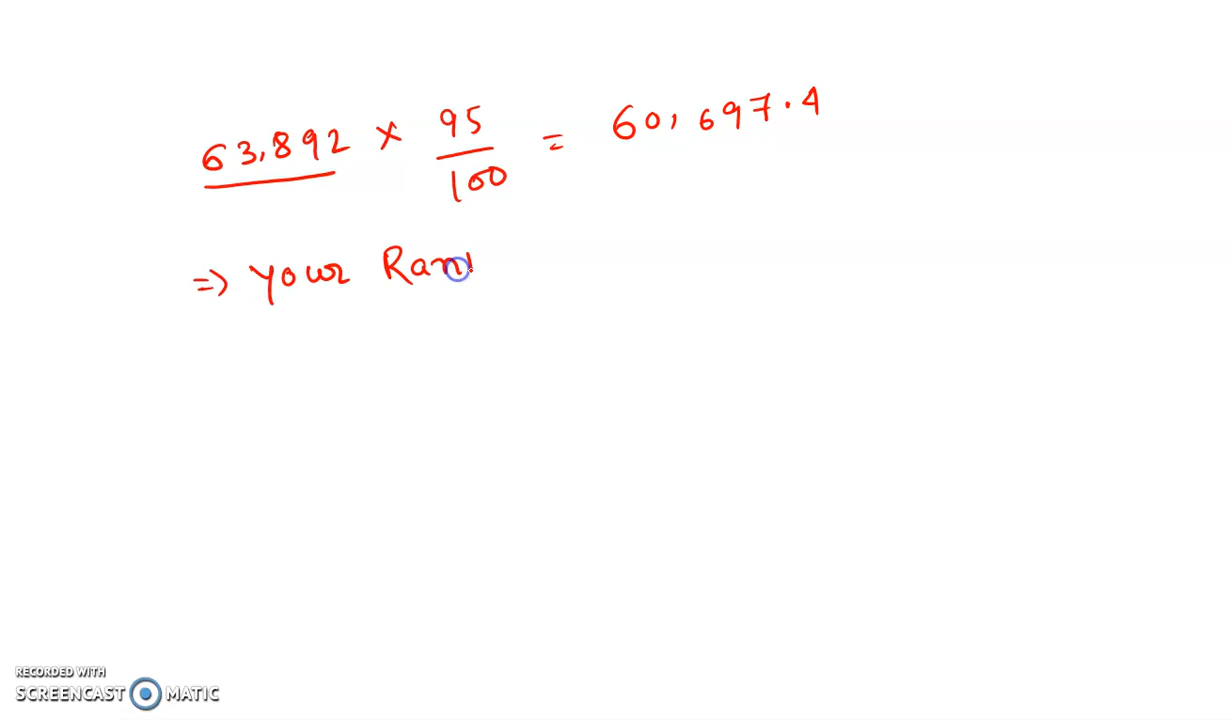 63,892 × 95/100 = 60,697.4
=> Your Ran
RECORDED WITH
SCREENCAST MATIC